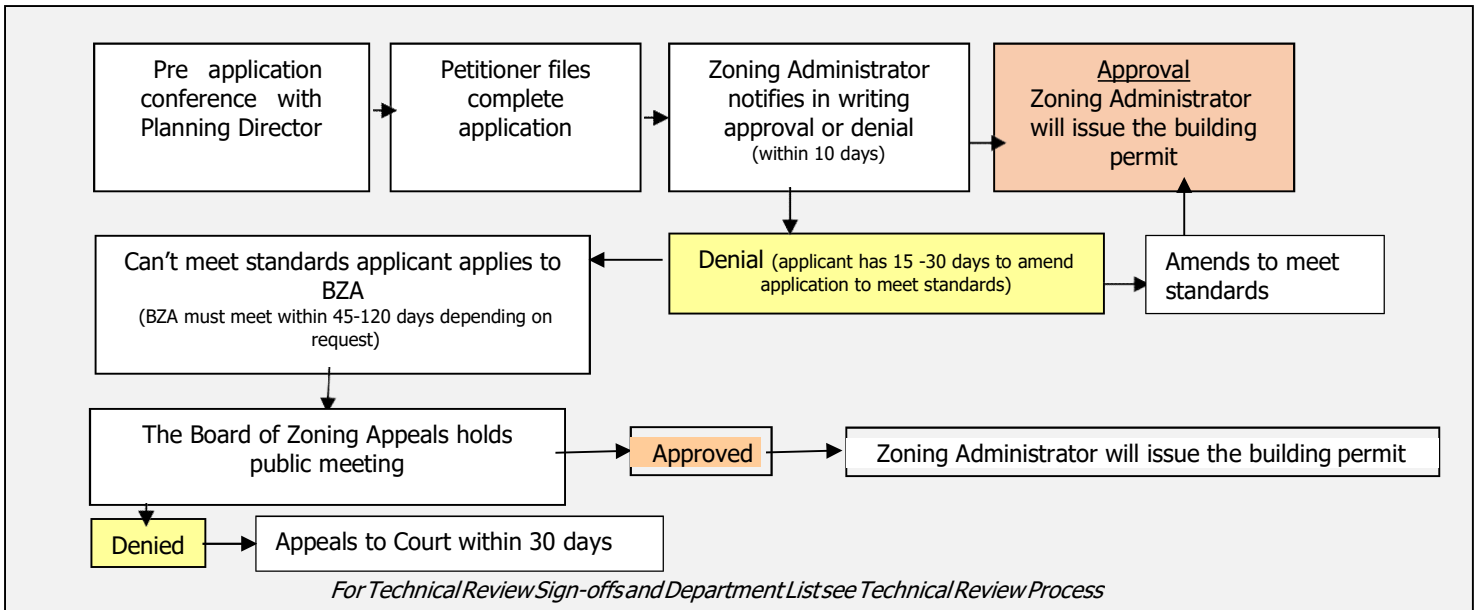 Pre application
conference with
Planning Director
Petitioner files
complete
application
Zoning Administrator
notifies in writing
approval or denial
(within 10 days)
Approval
Zoning Administrator
will issue the building
permit
Can’t meet standards applicant applies to
BZA
(BZA must meet within 45-120 days depending on
request)
Denial (applicant has 15 -30 days to amend
application to meet standards)
Amends to meet
standards
The Board of Zoning Appeals holds
public meeting
Approved
Zoning Administrator will issue the building permit
Denied
Appeals to Court within 30 days
For Technical Review Sign-offs and Department List see Technical Review Process